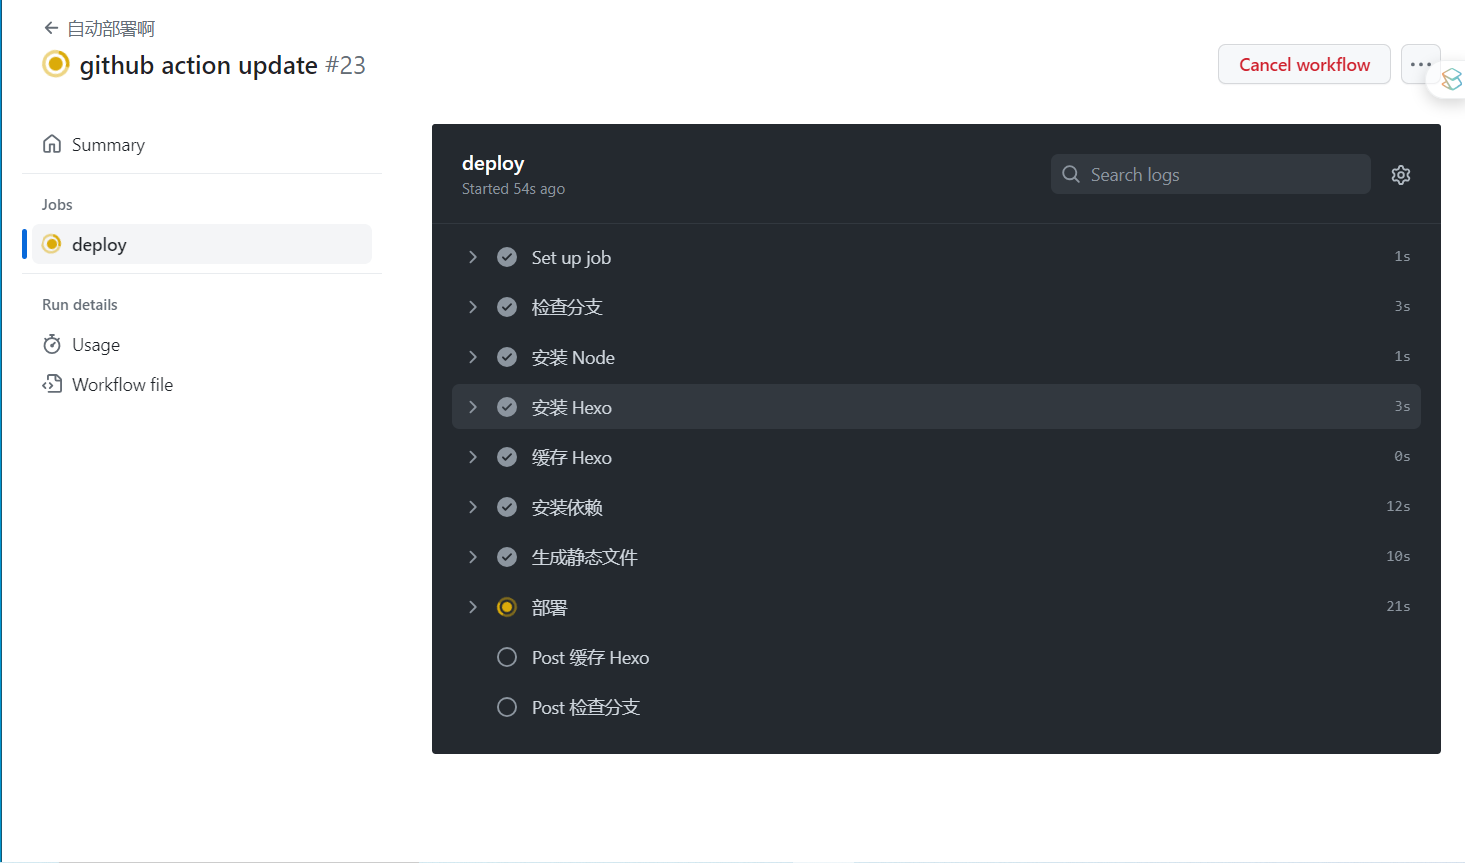 自动部署啊
github action update #23
Cancel workflow
Summary
Jobs
deploy
Run details
Usage
Workflow file
deploy
Started 54s ago
Search logs
Set up job 1s
检查分支 3s
安装 Node 1s
安装 Hexo 3s
缓存 Hexo 0s
安装依赖 12s
生成静态文件 10s
部署 21s
Post 缓存 Hexo
Post 检查分支